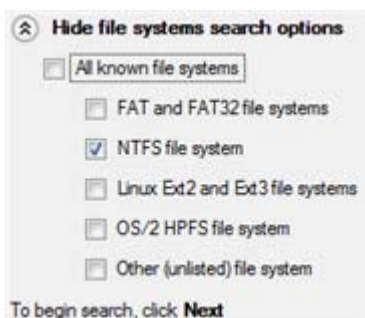 Hide file systems search options
All known file systems
FAT and FAT32 file systems
NTFS file system
Linux Ext2 and Ext3 file systems
OS/2 HPFS file system
Other (unlisted) file system
To begin search, click Next